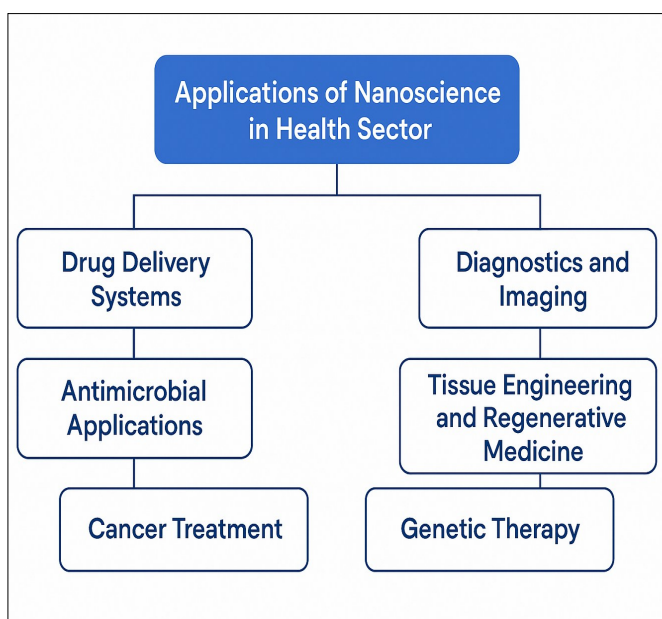 Applications of Nanoscience
in Health Sector
Drug Delivery
Systems
Diagnostics and
Imaging
Antimicrobial
Applications
Tissue Engineering
and Regenerative
Medicine
Cancer Treatment
Genetic Therapy